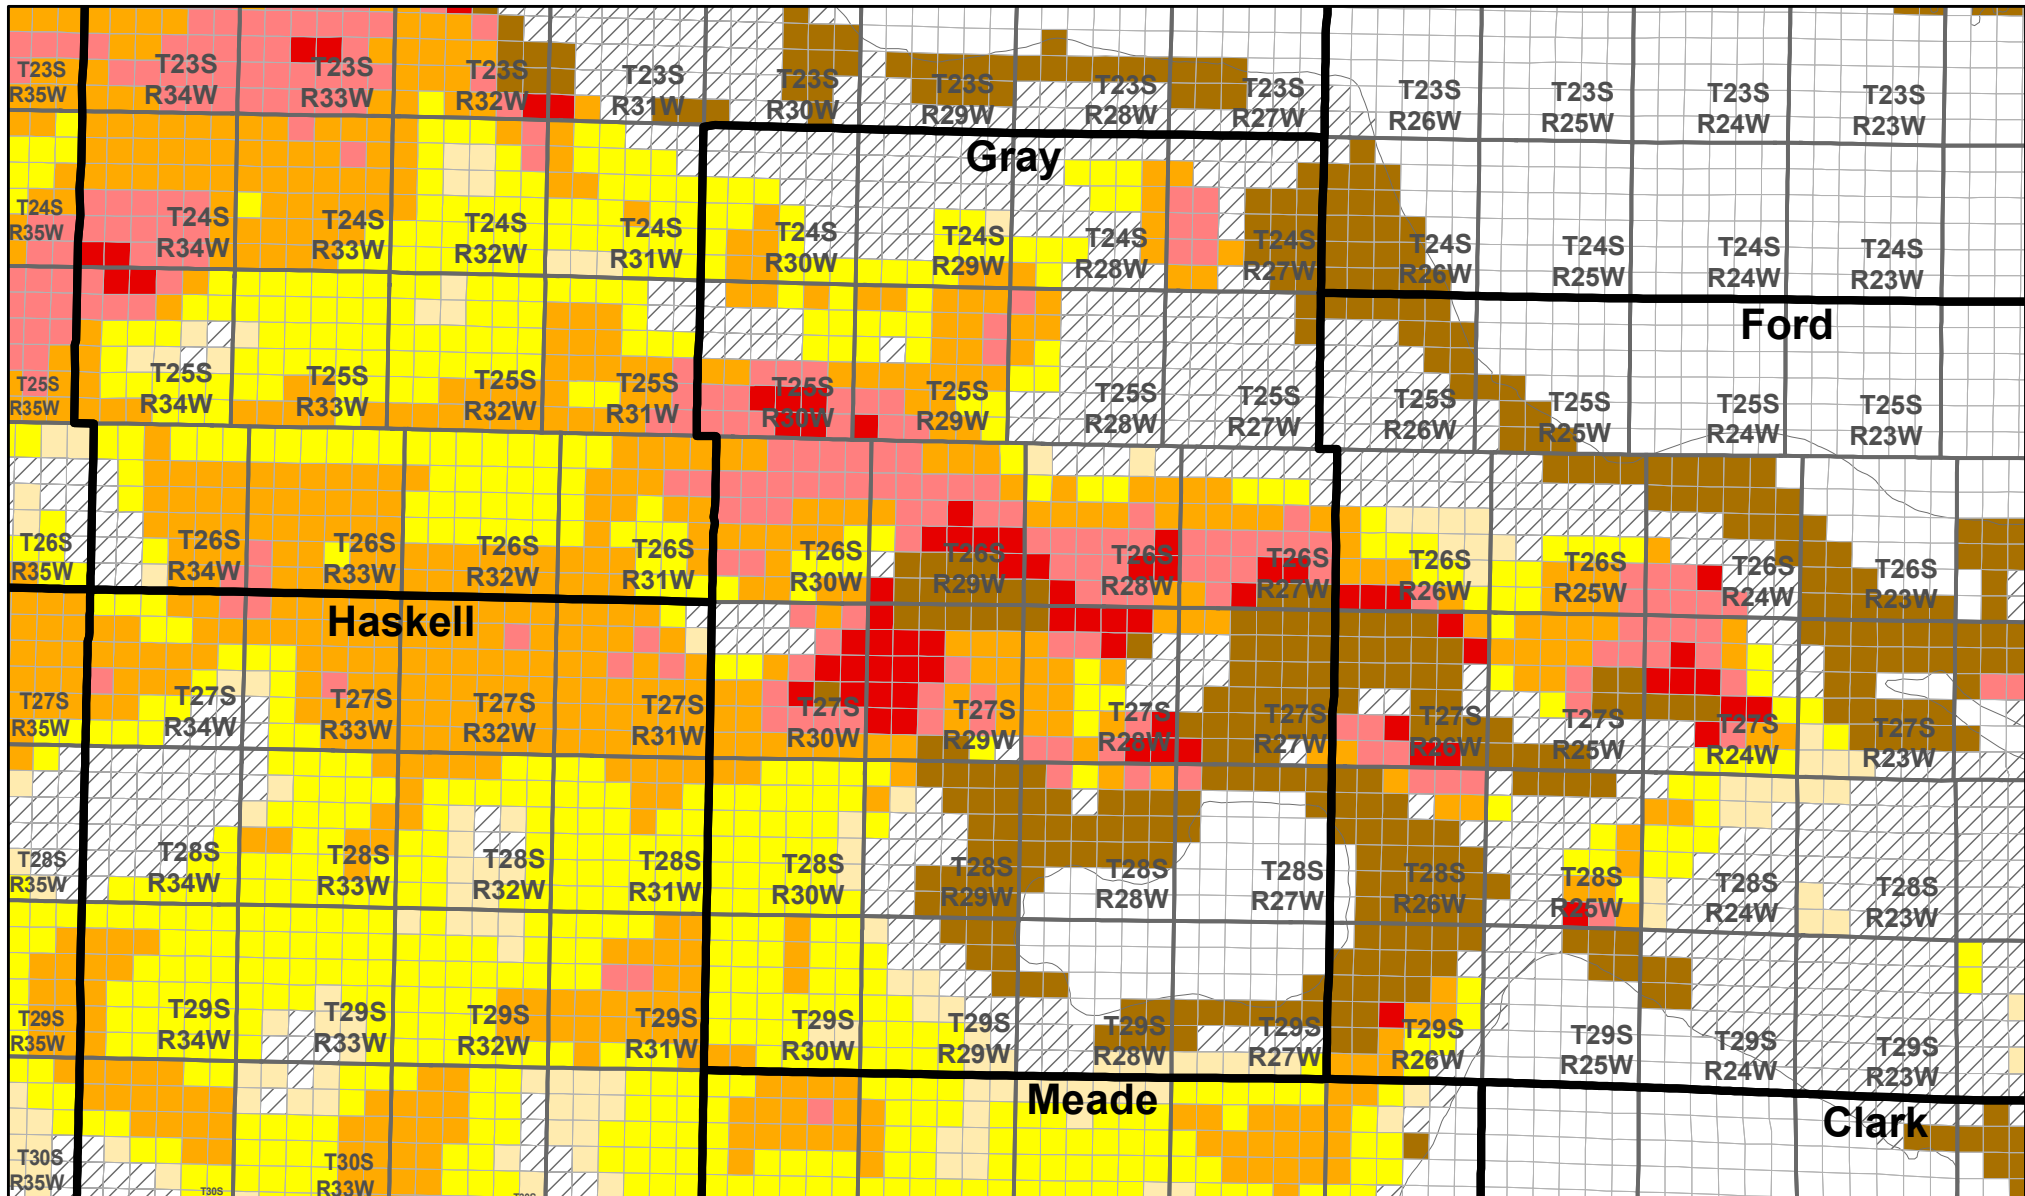 T23S T23S T23S T23S T23S T23S T23S T23S T23S T23S T23S T23S T23S
R35W R34W R33W R32W R31W R30W R29W R28W R27W R26W R25W R24W R23W
Gray
T24S T24S T24S T24S T24S T24S T24S T24S T24S T24S T24S T24S T24S
R35W R34W R33W R32W R31W R30W R29W R28W R27W R26W R25W R24W R23W
Ford
T25S T25S T25S T25S T25S T25S T25S T25S T25S T25S T25S T25S T25S
R35W R34W R33W R32W R31W R30W R29W R28W R27W R26W R25W R24W R23W
T26S T26S T26S T26S T26S T26S T26S T26S T26S T26S T26S T26S T26S
R35W R34W R33W R32W R31W R30W R29W R28W R27W R26W R25W R24W R23W
Haskell
T27S T27S T27S T27S T27S T27S T27S T27S T27S T27S T27S T27S T27S
R35W R34W R33W R32W R31W R30W R29W R28W R27W R26W R25W R24W R23W
T28S T28S T28S T28S T28S T28S T28S T28S T28S T28S T28S T28S T28S
R35W R34W R33W R32W R31W R30W R29W R28W R27W R26W R25W R24W R23W
T29S T29S T29S T29S T29S T29S T29S T29S T29S T29S T29S T29S T29S
R35W R34W R33W R32W R31W R30W R29W R28W R27W R26W R25W R24W R23W
Meade
Clark
T30S T30S T30S
R35W R33W